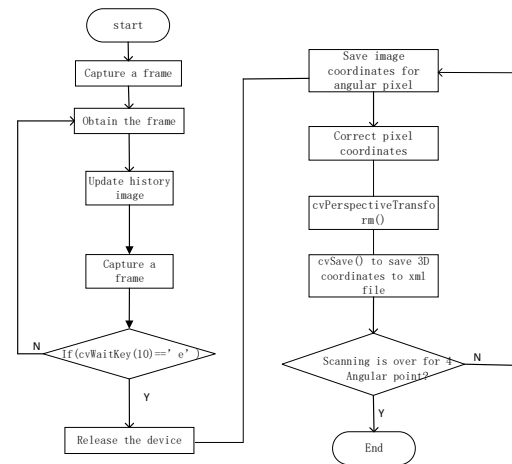 start
Capture a frame
Obtain the frame
Update history
image
Capture a
frame
If(cvWaitKey(10)==’e’)
N
Y
Release the device
Save image
coordinates for
angular pixel
Correct pixel
coordinates
cvPerspectiveTransfo
rm()
cvSave() to save 3D
coordinates to xml
file
Scanning is over for 4
Angular point?
N
Y
End